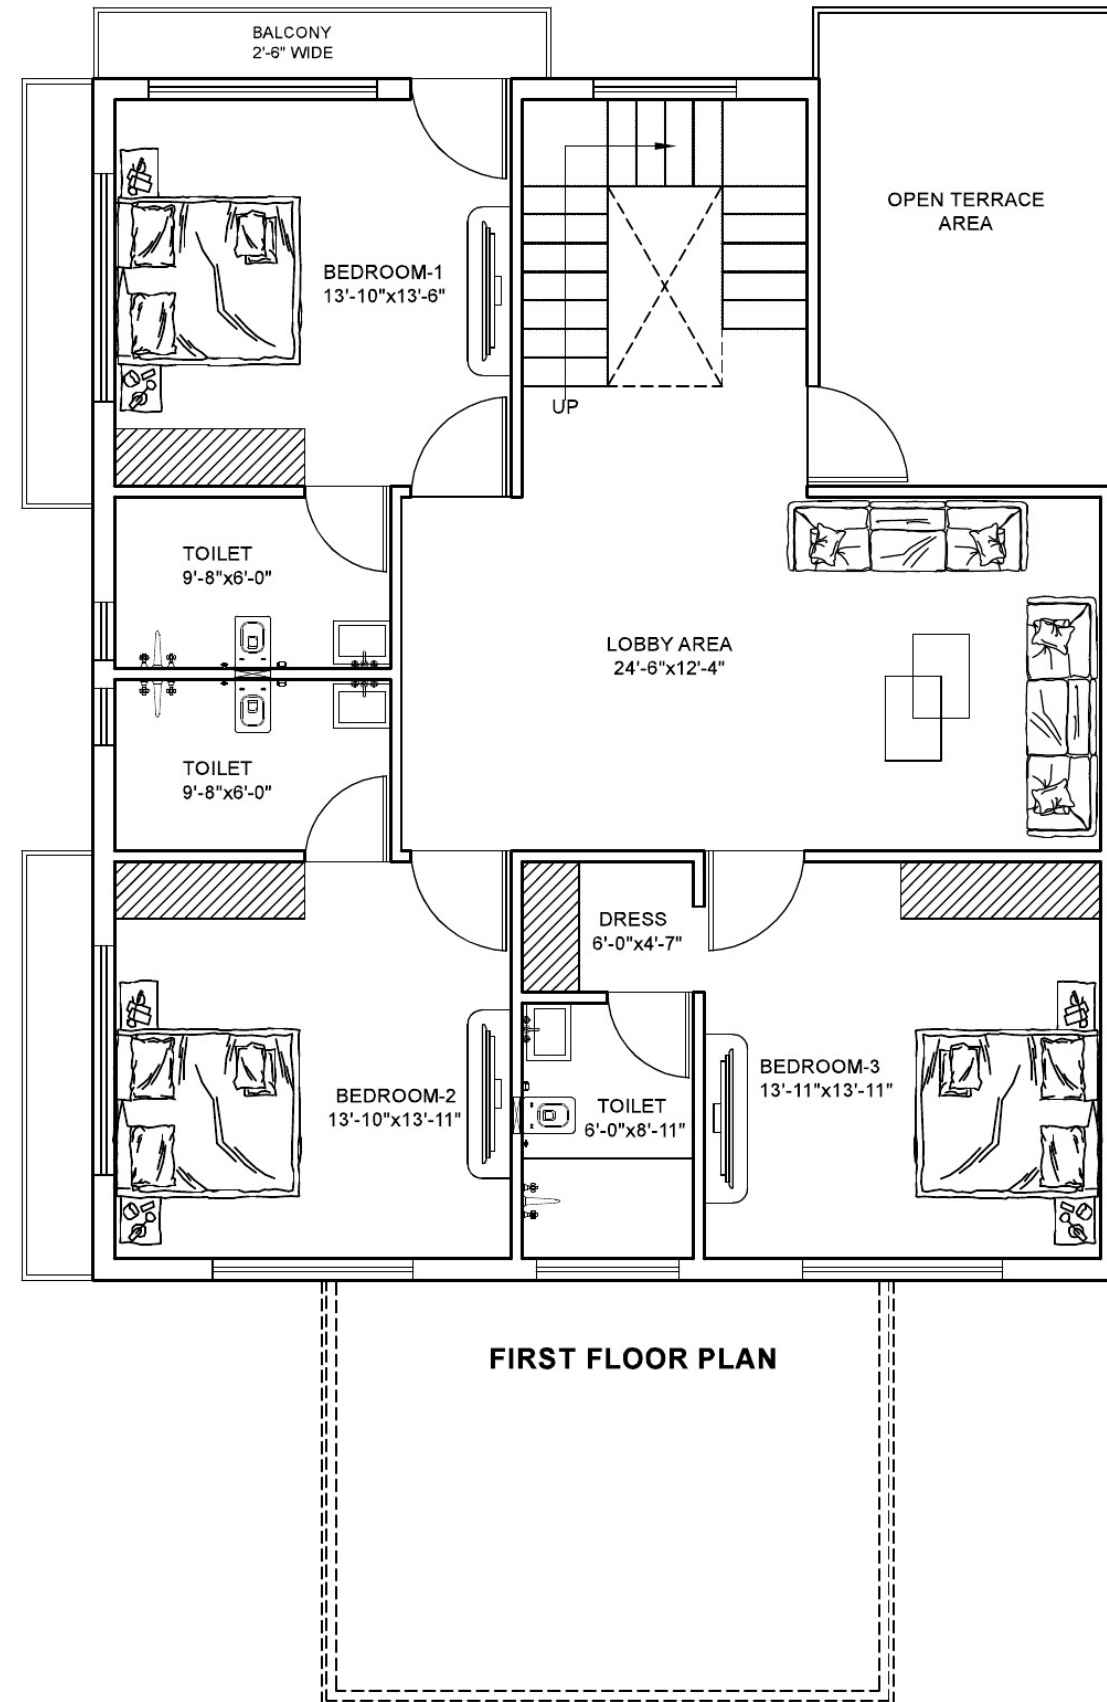 BALCONY
2'-6" WIDE
OPEN TERRACE
AREA
BEDROOM-1
13'-10"x13'-6"
UP
TOILET
9'-8"x6'-0"
LOBBY AREA
24'-6"x12'-4"
TOILET
9'-8"x6'-0"
DRESS
6'-0"x4'-7"
BEDROOM-2
13'-10"x13'-11"
TOILET
6'-0"x8'-11"
BEDROOM-3
13'-11"x13'-11"
FIRST FLOOR PLAN